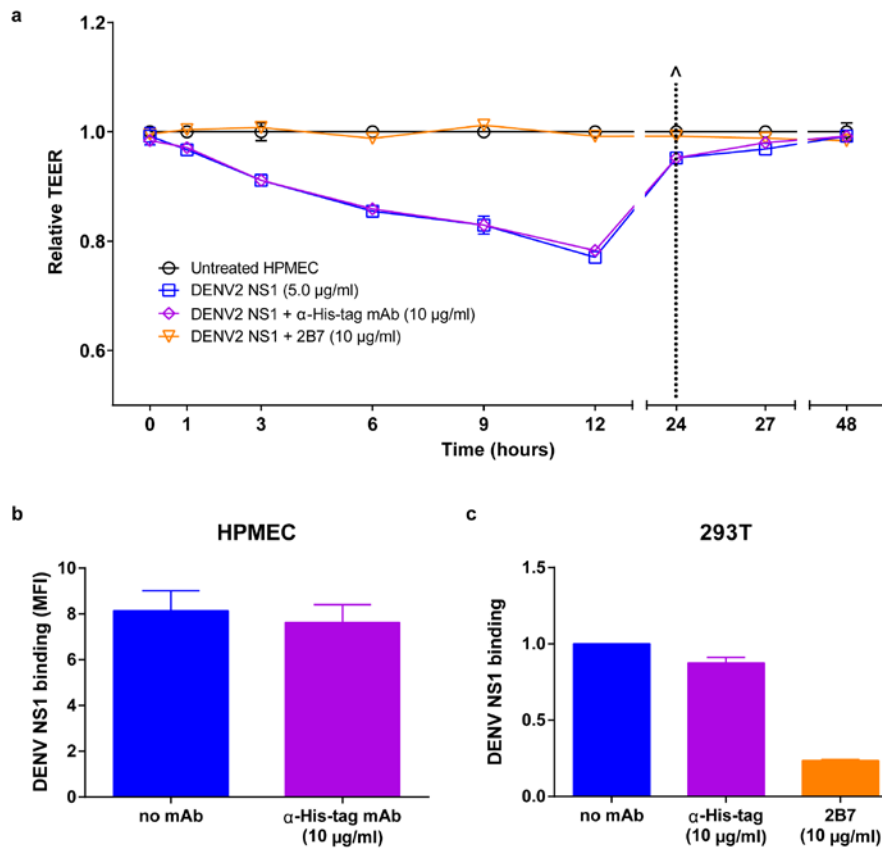 a
1.2
1.0
0.8
0.6
Relative TEER
^
Untreated HPMEC
DENV2 NS1 (5.0 µg/ml)
DENV2 NS1 + α-His-tag mAb (10 µg/ml)
DENV2 NS1 + 2B7 (10 µg/ml)
0 1 3 6 9 12 24 27 48
Time (hours)
b
HPMEC
10
8
6
4
2
0
DENV NS1 binding (MFI)
no mAb α-His-tag mAb
(10 µg/ml)
c
293T
1.5
1.0
0.5
0.0
DENV NS1 binding
no mAb α-His-tag 2B7
(10 µg/ml) (10 µg/ml)